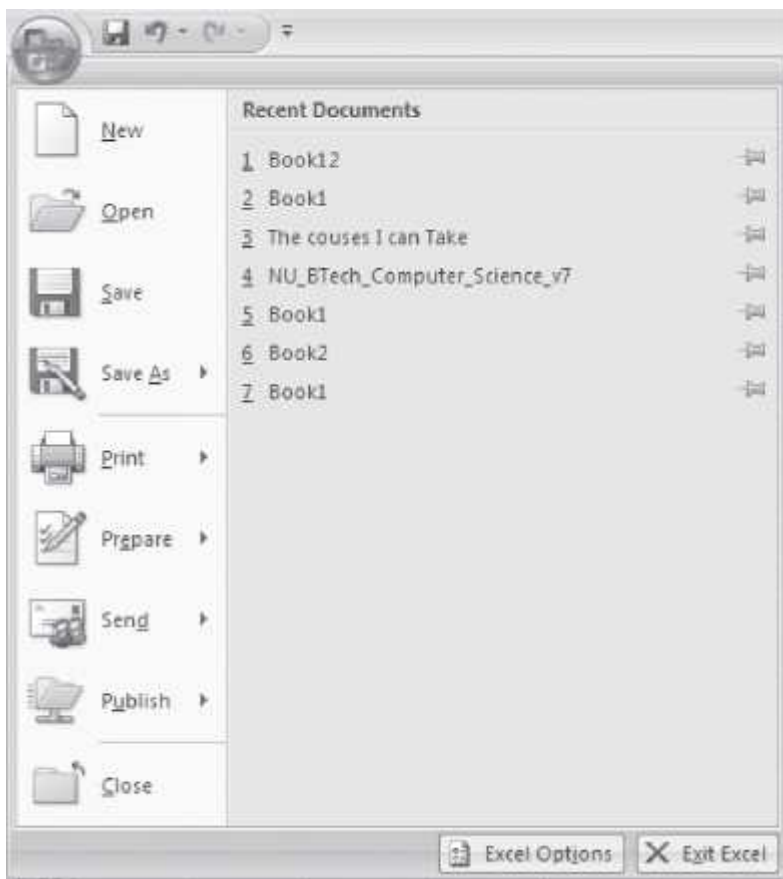 New
Open
Save
Save As
Print
Prepare
Send
Publish
Close
Recent Documents
1 Book12
2 Book1
3 The couses I can Take
4 NU_BTech_Computer_Science_v7
5 Book1
6 Book2
7 Book1
Excel Options
Exit Excel